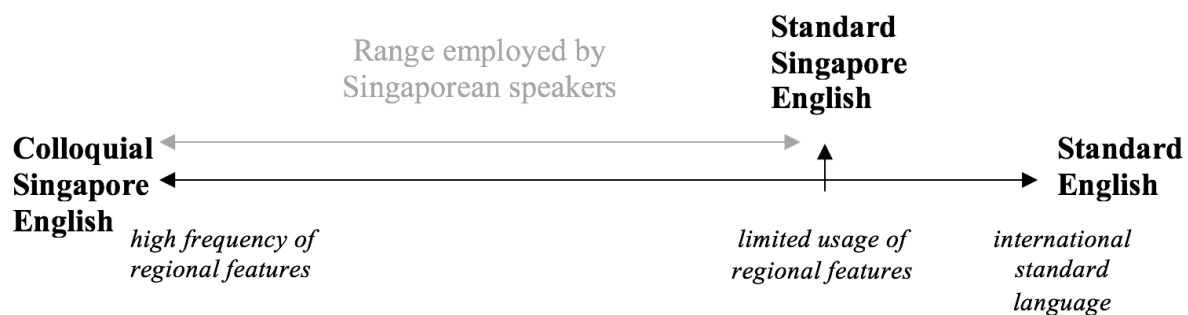 Range employed by
Singaporean speakers
Standard
Singapore
English
Colloquial
Singapore
English
Standard
English
high frequency of
regional features
limited usage of
regional features
international
standard
language